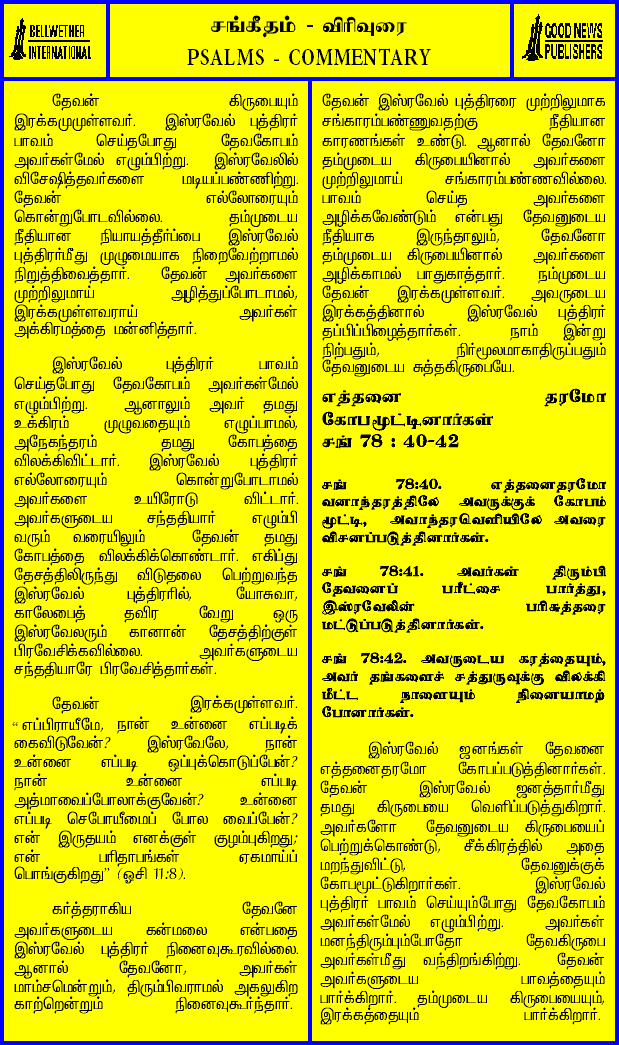 BELLWETHER
INTERNATIONAL
சங்கீதம் - விரிவுரை
PSALMS - COMMENTARY
GOOD NEWS
PUBLISHERS
தேவன் கிருபையும்
இரக்கமுமுள்ளவர். இஸ்ரவேல் புத்திரர்
பாவம் செய்தபோது தேவகோபம்
அவர்கள்மேல் எழும்பிற்று. இஸ்ரவேலில்
விசேஷித்தவர்களை மடியப்பண்ணிற்று.
தேவன் எல்லோரையும்
கொன்றுபோடவில்லை. தம்முடைய
நீதியான நியாயத்தீர்ப்பை இஸ்ரவேல்
புத்திரர்மீது முழுமையாக நிறைவேற்றாமல்
நிறுத்திவைத்தார். தேவன் அவர்களை
முற்றிலுமாய் அழித்துப்போடாமல்,
இரக்கமுள்ளவராய் அவர்கள்
அக்கிரமத்தை மன்னித்தார்.
இஸ்ரவேல் புத்திரர் பாவம்
செய்தபோது தேவகோபம் அவர்கள்மேல்
எழும்பிற்று. ஆனாலும் அவர் தமது
உக்கிரம் முழுவதையும் எழுப்பாமல்,
அநேகந்தரம் தமது கோபத்தை
விலக்கிவிட்டார். இஸ்ரவேல் புத்திரர்
எல்லோரையும் கொன்றுபோடாமல்
அவர்களை உயிரோடு விட்டார்.
அவர்களுடைய சந்ததியார் எழும்பி
வரும் வரையிலும் தேவன் தமது
கோபத்தை விலக்கிக்கொண்டார். எகிப்து
தேசத்திலிருந்து விடுதலை பெற்றுவந்த
இஸ்ரவேல் புத்திரரில், யோசுவா,
காலேபைத் தவிர வேறு ஒரு
இஸ்ரவேலரும் கானான் தேசத்திற்குள்
பிரவேசிக்கவில்லை. அவர்களுடைய
சந்ததியாரே பிரவேசித்தார்கள்.
தேவன் இரக்கமுள்ளவர்.
“எப்பிராயீமே, நான் உன்னை எப்படிக்
கைவிடுவேன்? இஸ்ரவேலே, நான்
உன்னை எப்படி ஒப்புக்கொடுப்பேன்?
நான் உன்னை எப்படி
அத்மாவைப்போலாக்குவேன்? உன்னை
எப்படி செபோயீமைப் போல வைப்பேன்?
என் இருதயம் எனக்குள் குழம்புகிறது;
என் பரிதாபங்கள் ஏகமாய்ப்
பொங்குகிறது” (ஓசி 11:8).
கர்த்தராகிய தேவனே
அவர்களுடைய கன்மலை என்பதை
இஸ்ரவேல் புத்திரர் நினைவுகூரவில்லை.
ஆனால் தேவனோ, அவர்கள்
மாம்சமென்றும், திரும்பிவராமல் அகலுகிற
காற்றென்றும் நினைவுகூர்ந்தார்.
தேவன் இஸ்ரவேல் புத்திரரை முற்றிலுமாக
சங்காரம்பண்ணுவதற்கு நீதியான
காரணங்கள் உண்டு. ஆனால் தேவனோ
தம்முடைய கிருபையினால் அவர்களை
முற்றிலுமாய் சங்காரம்பண்ணவில்லை.
பாவம் செய்த அவர்களை
அழிக்கவேண்டும் என்பது தேவனுடைய
நீதியாக இருந்தாலும், தேவனோ
தம்முடைய கிருபையினால் அவர்களை
அழிக்காமல் பாதுகாத்தார். நம்முடைய
தேவன் இரக்கமுள்ளவர். அவருடைய
இரக்கத்தினால் இஸ்ரவேல் புத்திரர்
தப்பிப்பிழைத்தார்கள். நாம் இன்று
நிற்பதும், நிர்மூலமாகாதிருப்பதும்
தேவனுடைய சுத்தகிருபையே.
எத்தனை தரமோ
கோபமூட்டினார்கள்
சங் 78 : 40-42
சங் 78:40. எத்தனைதரமோ
வனாந்தரத்திலே அவருக்குக் கோபம்
மூட்டி, அவாந்தரவெளியிலே அவரை
விசனப்படுத்தினார்கள்.
சங் 78:41. அவர்கள் திரும்பி
தேவனைப் பரீட்சை பார்த்து,
இஸ்ரவேலின் பரிசுத்தரை
மட்டுப்படுத்தினார்கள்.
சங் 78:42. அவருடைய கரத்தையும்,
அவர் தங்களைச் சத்துருவுக்கு விலக்கி
மீட்ட நாளையும் நினையாமற்
போனார்கள்.
இஸ்ரவேல் ஜனங்கள் தேவனை
எத்தனைதரமோ கோபப்படுத்தினார்கள்.
தேவன் இஸ்ரவேல் ஜனத்தார்மீது
தமது கிருபையை வெளிப்படுத்துகிறார்.
அவர்களோ தேவனுடைய கிருபையைப்
பெற்றுக்கொண்டு, சீக்கிரத்தில் அதை
மறந்துவிட்டு, தேவனுக்குக்
கோபமூட்டுகிறார்கள். இஸ்ரவேல்
புத்திரர் பாவம் செய்யும்போது தேவகோபம்
அவர்கள்மேல் எழும்பிற்று. அவர்கள்
மனந்திரும்பும்போதோ தேவகிருபை
அவர்கள்மீது வந்திறங்கிற்று. தேவன்
அவர்களுடைய பாவத்தையும்
பார்க்கிறார். தம்முடைய கிருபையையும்,
இரக்கத்தையும் பார்க்கிறார்.